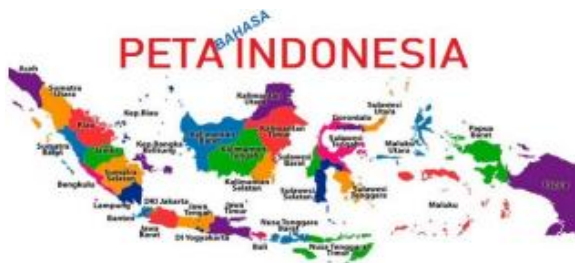 BAHASA
PETA INDONESIA
Aceh
Sumatra
Utara
Riau
Kep. Riau
Sumatra
Barat
Jambi
Kep. Bangka
Belitung
Sumatra
Selatan
Bengkulu
Lampung
Banten
DKI Jakarta
Jawa
Barat
Jawa
Tengah
DI Yogyakarta
Jawa
Timur
Bali
Nusa Tenggara
Barat
Nusa Tenggara
Timur
Kalimantan
Barat
Kalimantan
Tengah
Kalimantan
Selatan
Kalimantan
Timur
Kalimantan
Utara
Sulawesi
Utara
Gorontalo
Sulawesi
Tengah
Sulawesi
Barat
Sulawesi
Selatan
Sulawesi
Tenggara
Maluku
Utara
Maluku
Papua
Barat
Papua